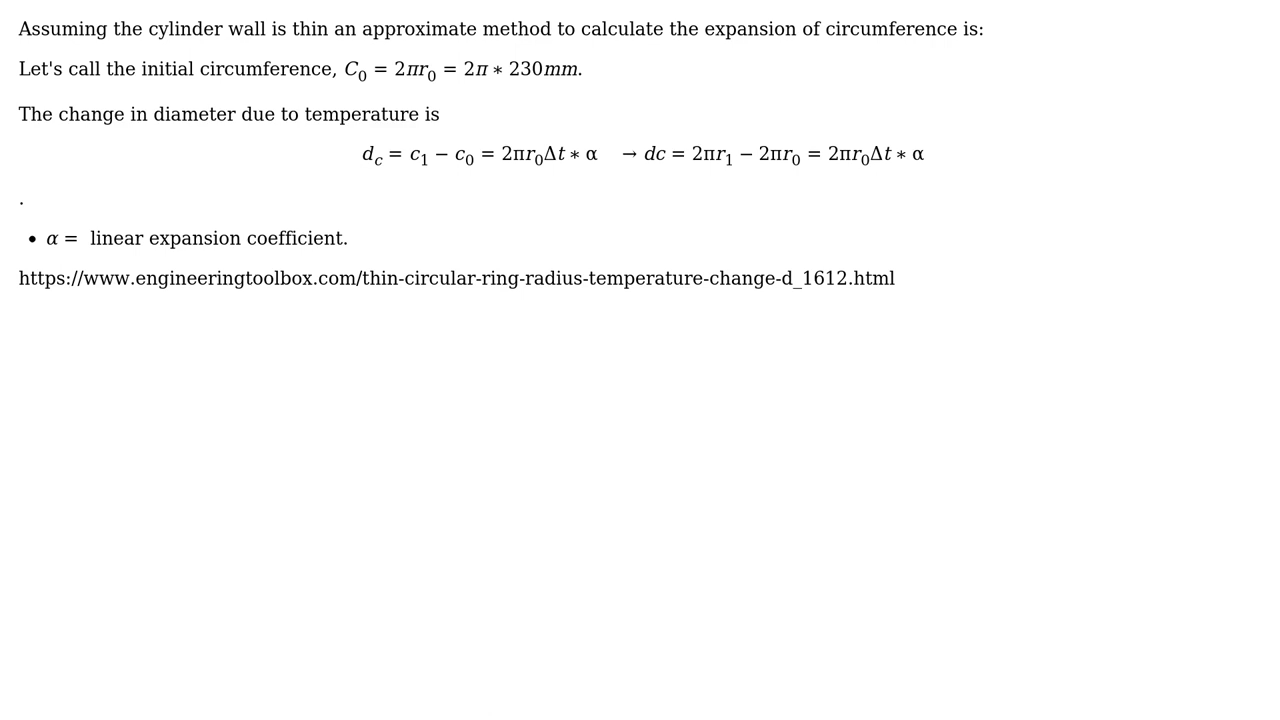 Assuming the cylinder wall is thin an approximate method to calculate the expansion of circumference is:
Let's call the initial circumference, C₀ = 2πr₀ = 2π ∗ 230mm.
The change in diameter due to temperature is
d_c = c₁ − c₀ = 2πr₀Δt ∗ α → dc = 2πr₁ − 2πr₀ = 2πr₀Δt ∗ α
.
• α = linear expansion coefficient.
https://www.engineeringtoolbox.com/thin-circular-ring-radius-temperature-change-d_1612.html